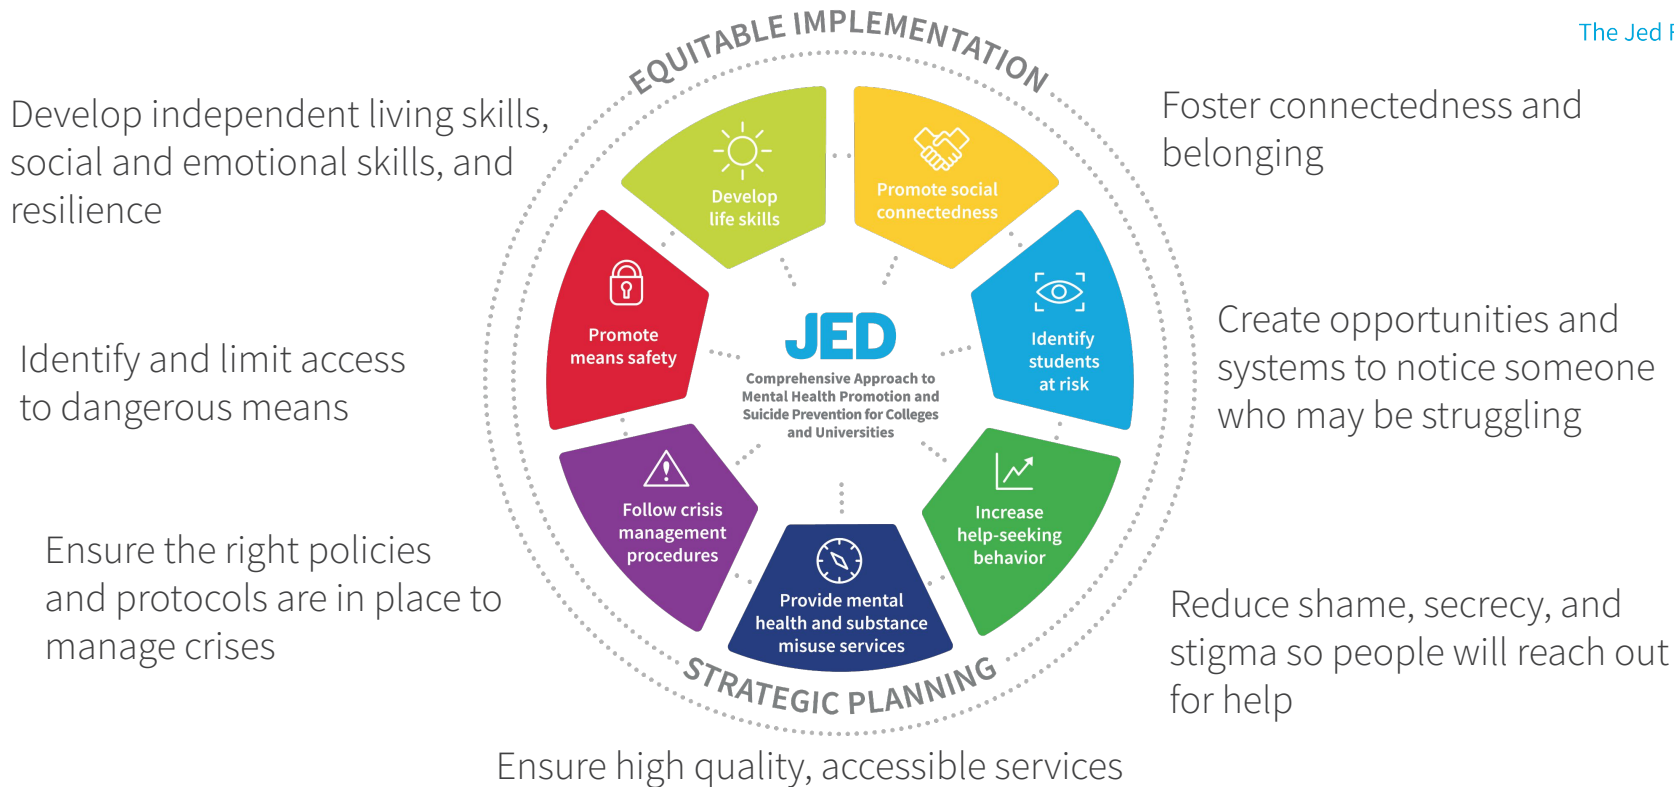 The Jed
EQUITABLE IMPLEMENTATION
Develop independent living skills,
social and emotional skills, and
resilience
Foster connectedness and
belonging
Develop
life skills
Promote social
connectedness
Promote
means safety
Identify
students
at risk
JED
Comprehensive Approach to
Mental Health Promotion and
Suicide Prevention for Colleges
and Universities
Identify and limit access
to dangerous means
Create opportunities and
systems to notice someone
who may be struggling
Follow crisis
management
procedures
Increase
help-seeking
behavior
Provide mental
health and substance
misuse services
Ensure the right policies
and protocols are in place to
manage crises
Reduce shame, secrecy, and
stigma so people will reach out
for help
STRATEGIC PLANNING
Ensure high quality, accessible services